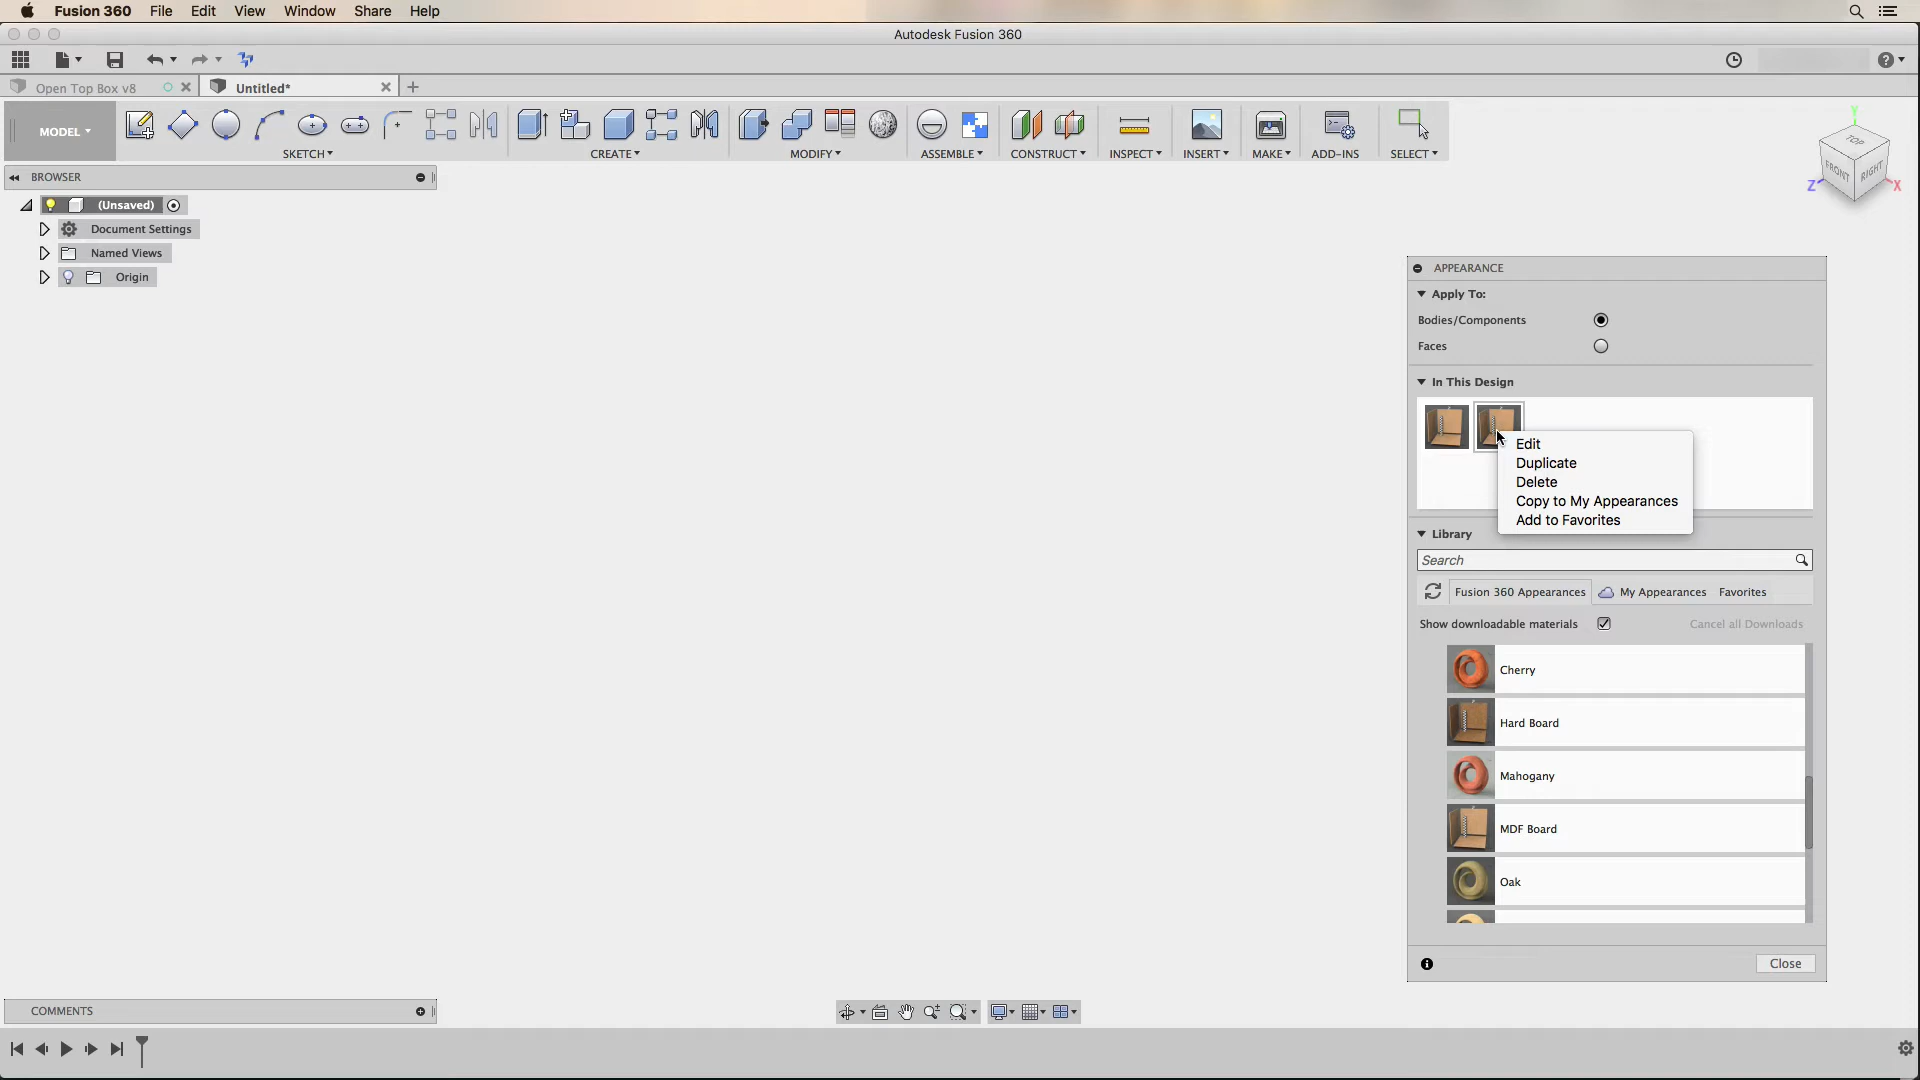 Fusion 360 File Edit View Window Share Help
Autodesk Fusion 360
Open Top Box v8 Untitled*
MODEL SKETCH CREATE MODIFY ASSEMBLE CONSTRUCT INSPECT INSERT MAKE ADD-INS SELECT
TOP
FRONT RIGHT
Y
Z X
BROWSER
(Unsaved)
Document Settings
Named Views
Origin
APPEARANCE
Apply To:
Bodies/Components
Faces
In This Design
Edit
Duplicate
Delete
Copy to My Appearances
Add to Favorites
Library
Search
Fusion 360 Appearances My Appearances Favorites
Show downloadable materials Cancel all Downloads
Cherry
Hard Board
Mahogany
MDF Board
Oak
Close
COMMENTS